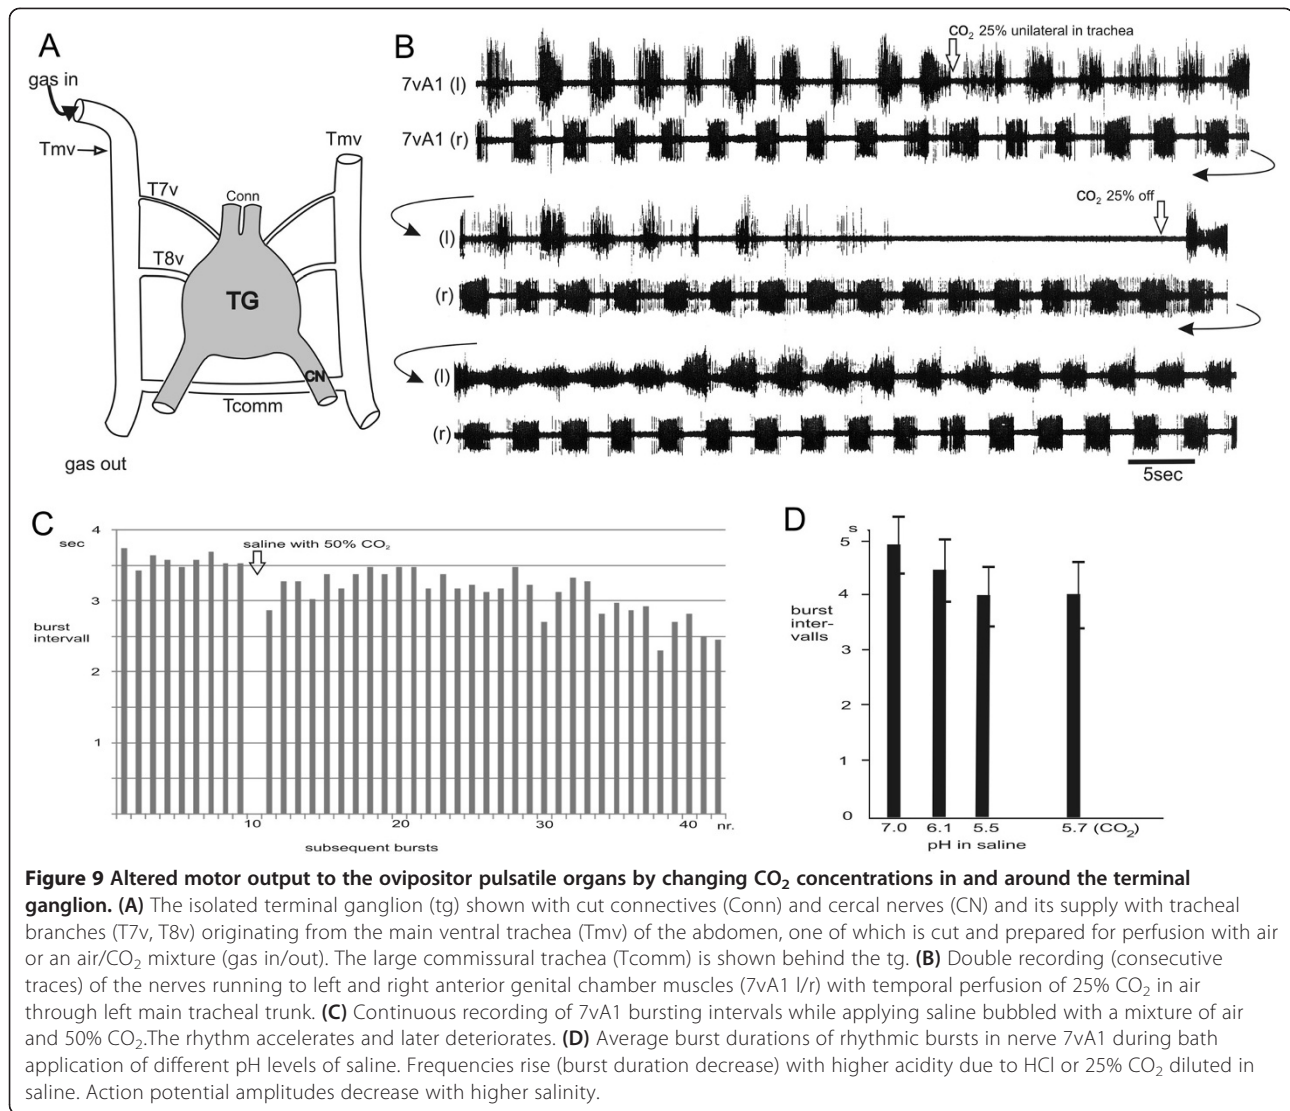 A
gas in
Tmv
Tmv
T7v
Conn
T8v
TG
CN
Tcomm
gas out
B
CO₂ 25% unilateral in trachea
7vA1 (l)
7vA1 (r)
CO₂ 25% off
(l)
(r)
(l)
(r)
5sec
C
4
sec
saline with 50% CO₂
3
burst
intervall
2
1
10
20
30
40
nr.
subsequent bursts
D
s
5
4
burst
inter-
valls
3
2
1
0
7.0 6.1 5.5 5.7 (CO₂)
pH in saline
Figure 9 Altered motor output to the ovipositor pulsatile organs by changing CO₂ concentrations in and around the terminal
ganglion. (A) The isolated terminal ganglion (tg) shown with cut connectives (Conn) and cercal nerves (CN) and its supply with tracheal
branches (T7v, T8v) originating from the main ventral trachea (Tmv) of the abdomen, one of which is cut and prepared for perfusion with air
or an air/CO₂ mixture (gas in/out). The large commissural trachea (Tcomm) is shown behind the tg. (B) Double recording (consecutive
traces) of the nerves running to left and right anterior genital chamber muscles (7vA1 l/r) with temporal perfusion of 25% CO₂ in air
through left main tracheal trunk. (C) Continuous recording of 7vA1 bursting intervals while applying saline bubbled with a mixture of air
and 50% CO₂.The rhythm accelerates and later deteriorates. (D) Average burst durations of rhythmic bursts in nerve 7vA1 during bath
application of different pH levels of saline. Frequencies rise (burst duration decrease) with higher acidity due to HCl or 25% CO₂ diluted in
saline. Action potential amplitudes decrease with higher salinity.